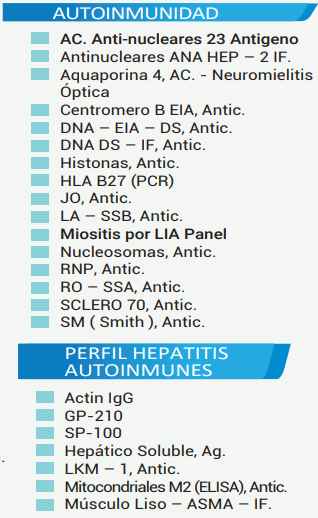 AUTOINMUNIDAD
AC. Anti-nucleares 23 Antigeno
Antinucleares ANA HEP – 2 IF.
Aquaporina 4, AC. - Neuromielitis
Óptica
Centromero B EIA, Antic.
DNA – EIA – DS, Antic.
DNA DS – IF, Antic.
Histonas, Antic.
HLA B27 (PCR)
JO, Antic.
LA – SSB, Antic.
Miositis por LIA Panel
Nucleosomas, Antic.
RNP, Antic.
RO – SSA, Antic.
SCLERO 70, Antic.
SM ( Smith ), Antic.
PERFIL HEPATITIS
AUTOINMUNES
Actin IgG
GP-210
SP-100
Hepático Soluble, Ag.
LKM – 1, Antic.
Mitocondriales M2 (ELISA), Antic.
Músculo Liso – ASMA – IF.